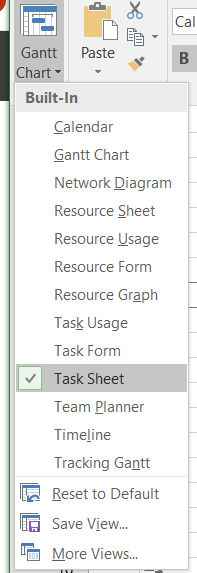 Gantt
Chart
Paste
Cal
B
Built-In
Calendar
Gantt Chart
Network Diagram
Resource Sheet
Resource Usage
Resource Form
Resource Graph
Task Usage
Task Form
Task Sheet
Team Planner
Timeline
Tracking Gantt
Reset to Default
Save View...
More Views...